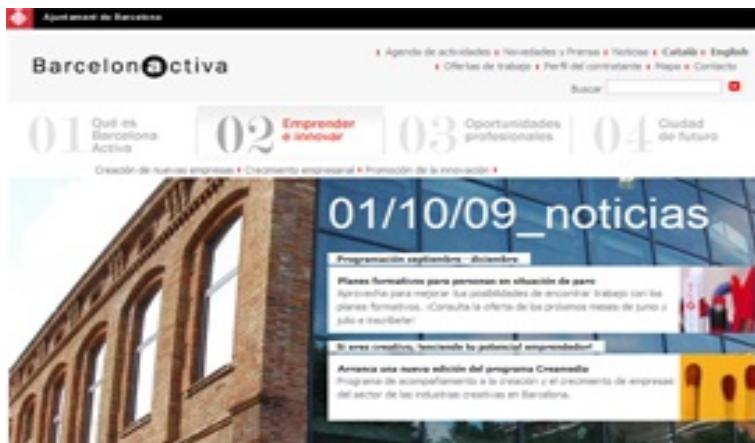 Ajuntament de Barcelona
Barcelonactiva
Agenda de actividades Novedades y Prensa Noticias Català English
Ofertas de trabajo Perfil del contratante Mapa Contacto
Buscar
01 Qué es Barcelona Activa
02 Emprender e innovar
03 Oportunidades profesionales
04 Ciudad de futuro
Creación de nuevas empresas Crecimiento empresarial Promoción de la innovación
01/10/09_noticias
Programación septiembre - diciembre
Planes formativos para personas en situación de paro
Aprovecha para mejorar tus posibilidades de encontrar trabajo con los
planes formativos. ¡Consulta la oferta de los próximos meses de junio y
julio e inscríbete!
Si eres creativo, ¡enciende tu potencial emprendedor!
Arranca una nueva edición del programa Creamedia
Programa de acompañamiento a la creación y el crecimiento de empresas
del sector de las industrias creativas en Barcelona.